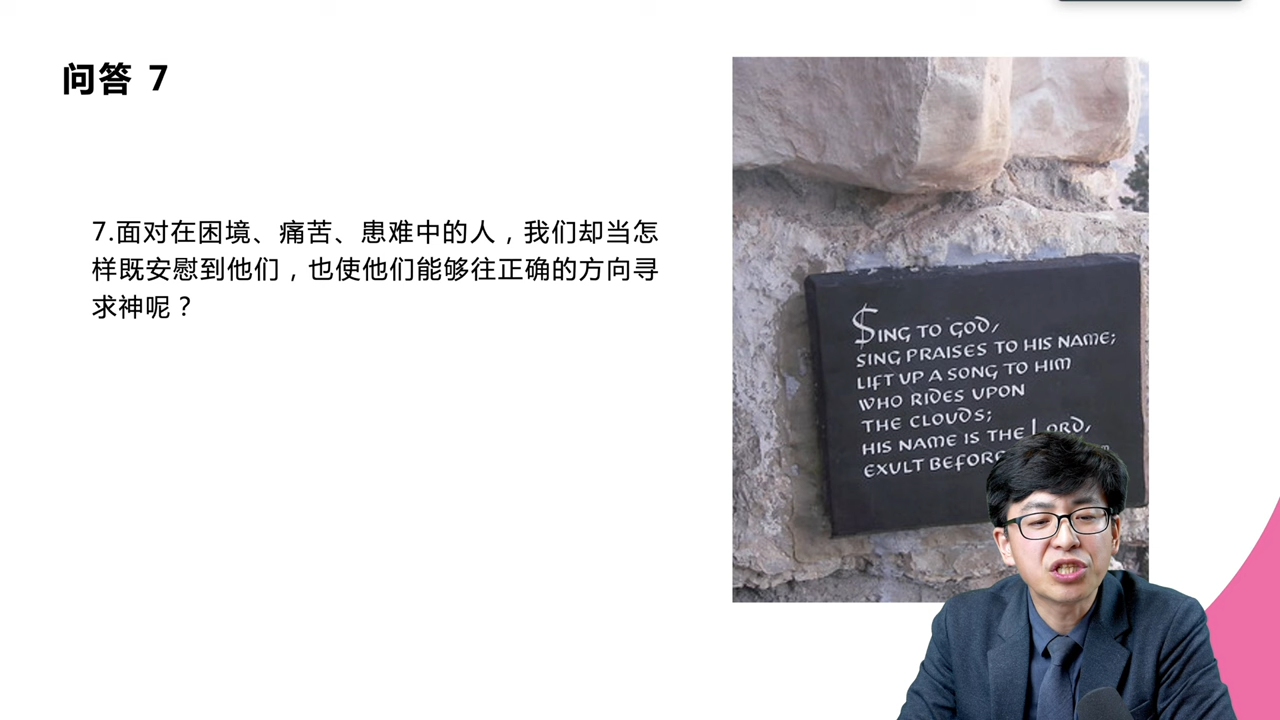 问答 7
7.面对在困境、痛苦、患难中的人，我们却当怎
样既安慰到他们，也使他们能够往正确的方向寻
求神呢？
SING TO GOD,
SING PRAISES TO HIS NAME;
LIFT UP A SONG TO HIM
WHO RIDES UPON
THE CLOUDS;
HIS NAME IS THE LORD,
EXULT BEFORE